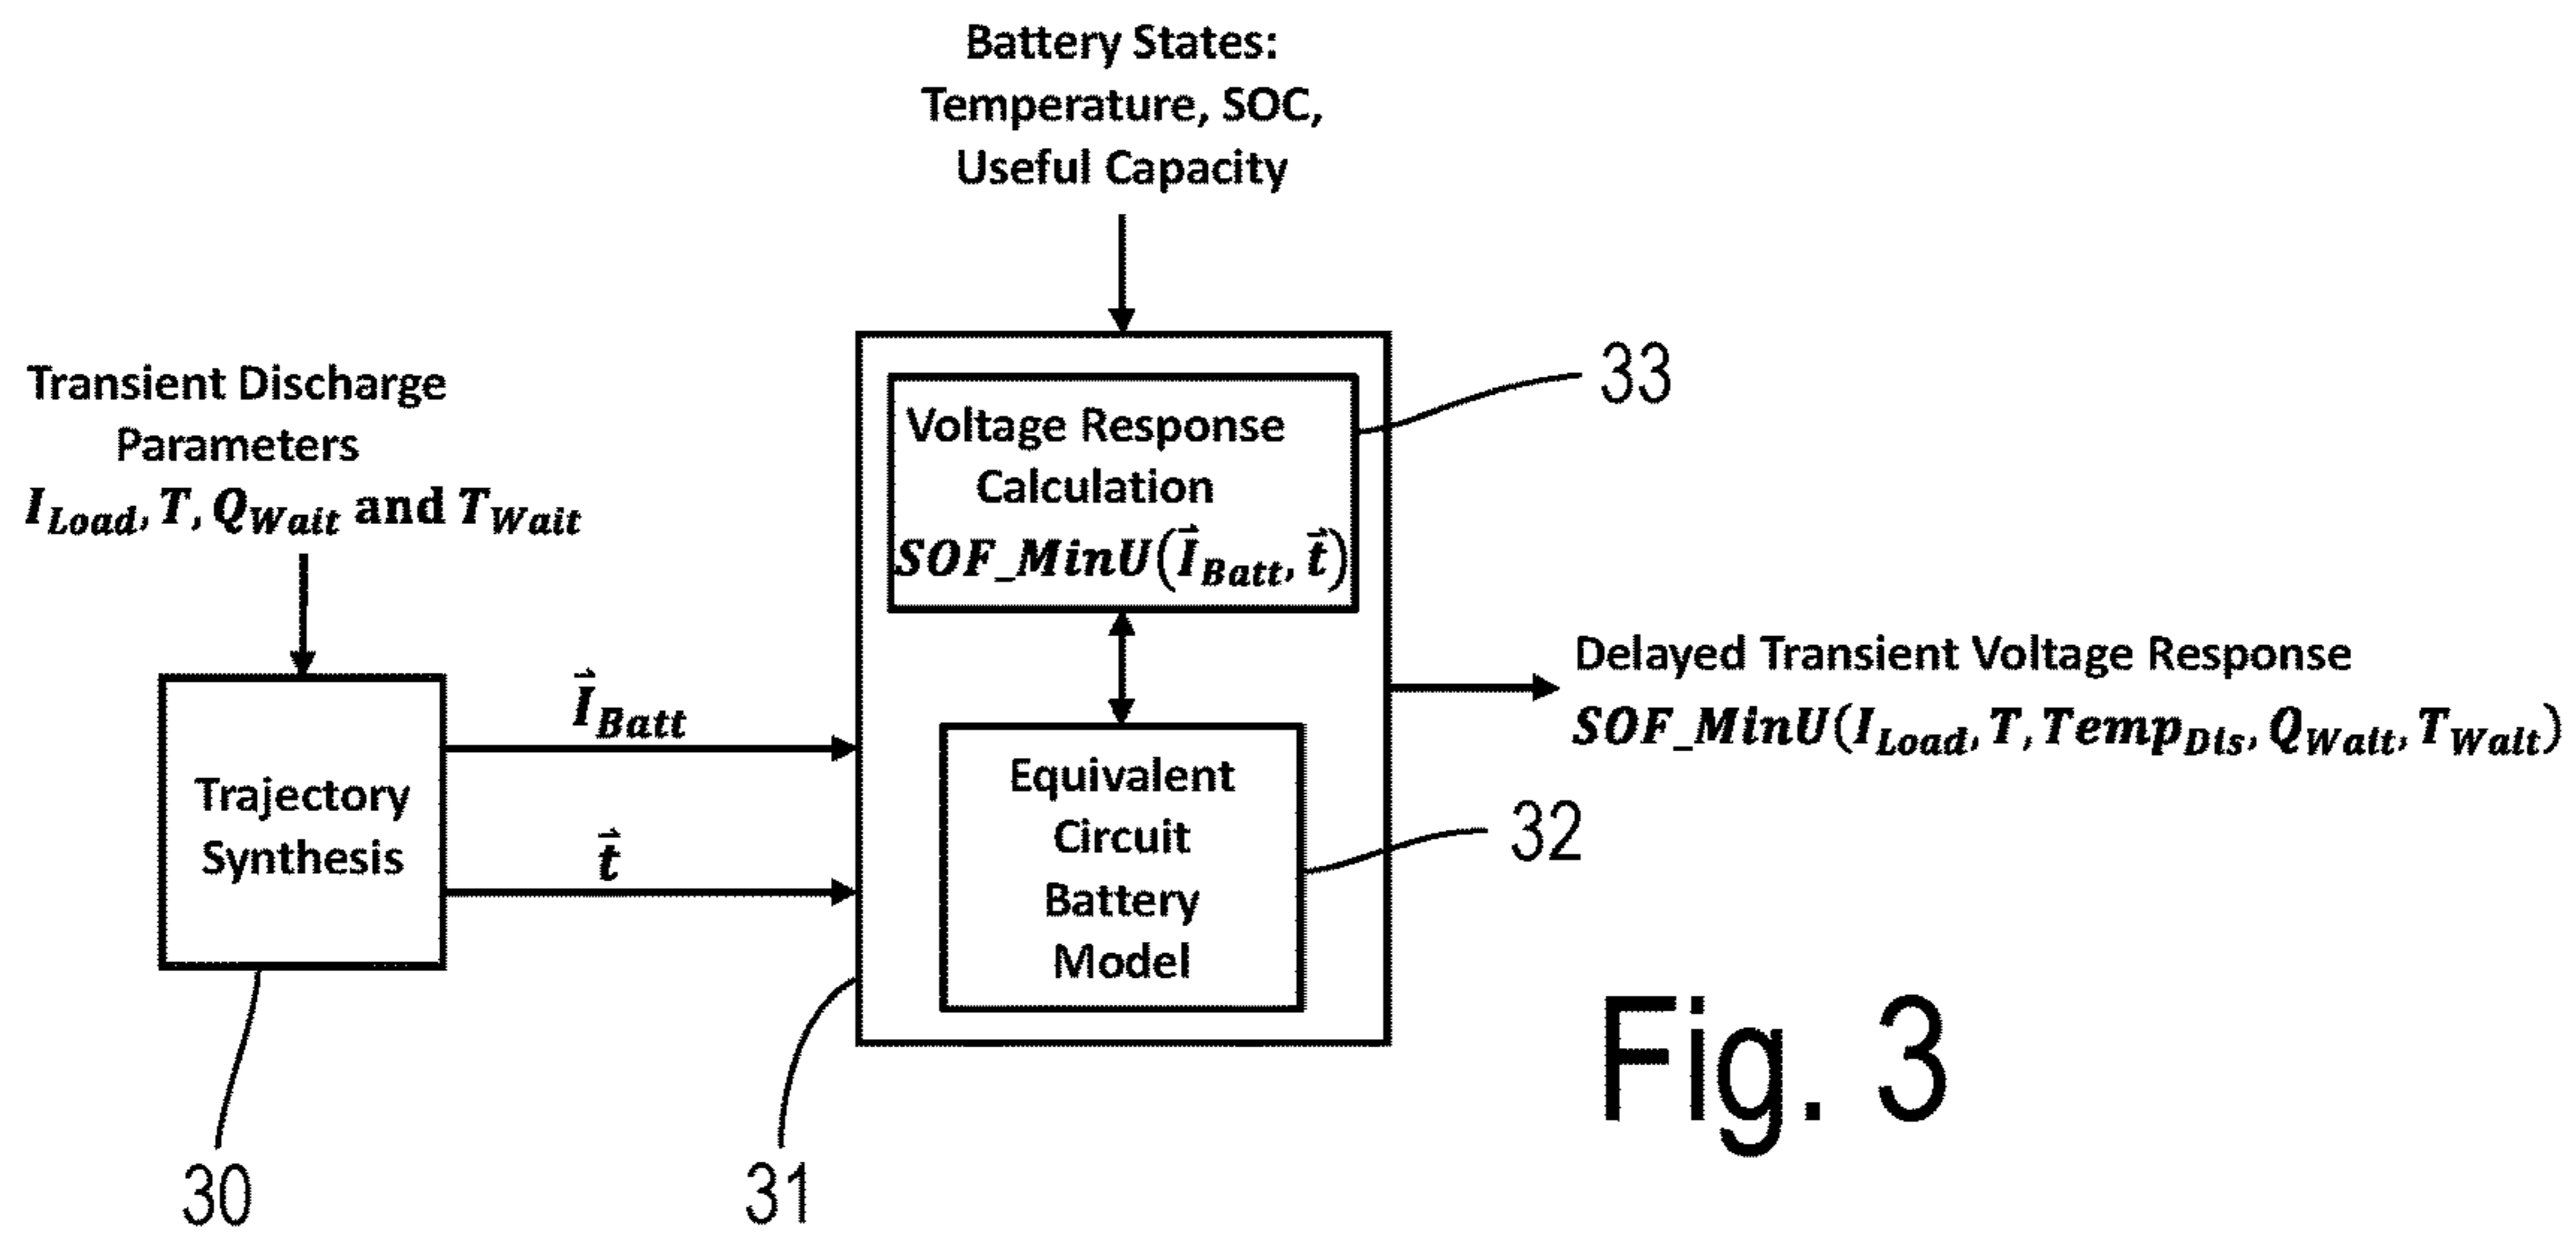 Battery States:
Temperature, SOC,
Useful Capacity
Transient Discharge
Parameters
I_Load, T, Q_Wait and T_Wait
Trajectory
Synthesis
30
I⃗_Batt
t⃗
Voltage Response
Calculation
SOF_MinU(I⃗_Batt, t⃗)
33
Equivalent
Circuit
Battery
Model
32
31
Delayed Transient Voltage Response
SOF_MinU(I_Load, T, Temp_Dis, Q_Wait, T_Wait)
Fig. 3